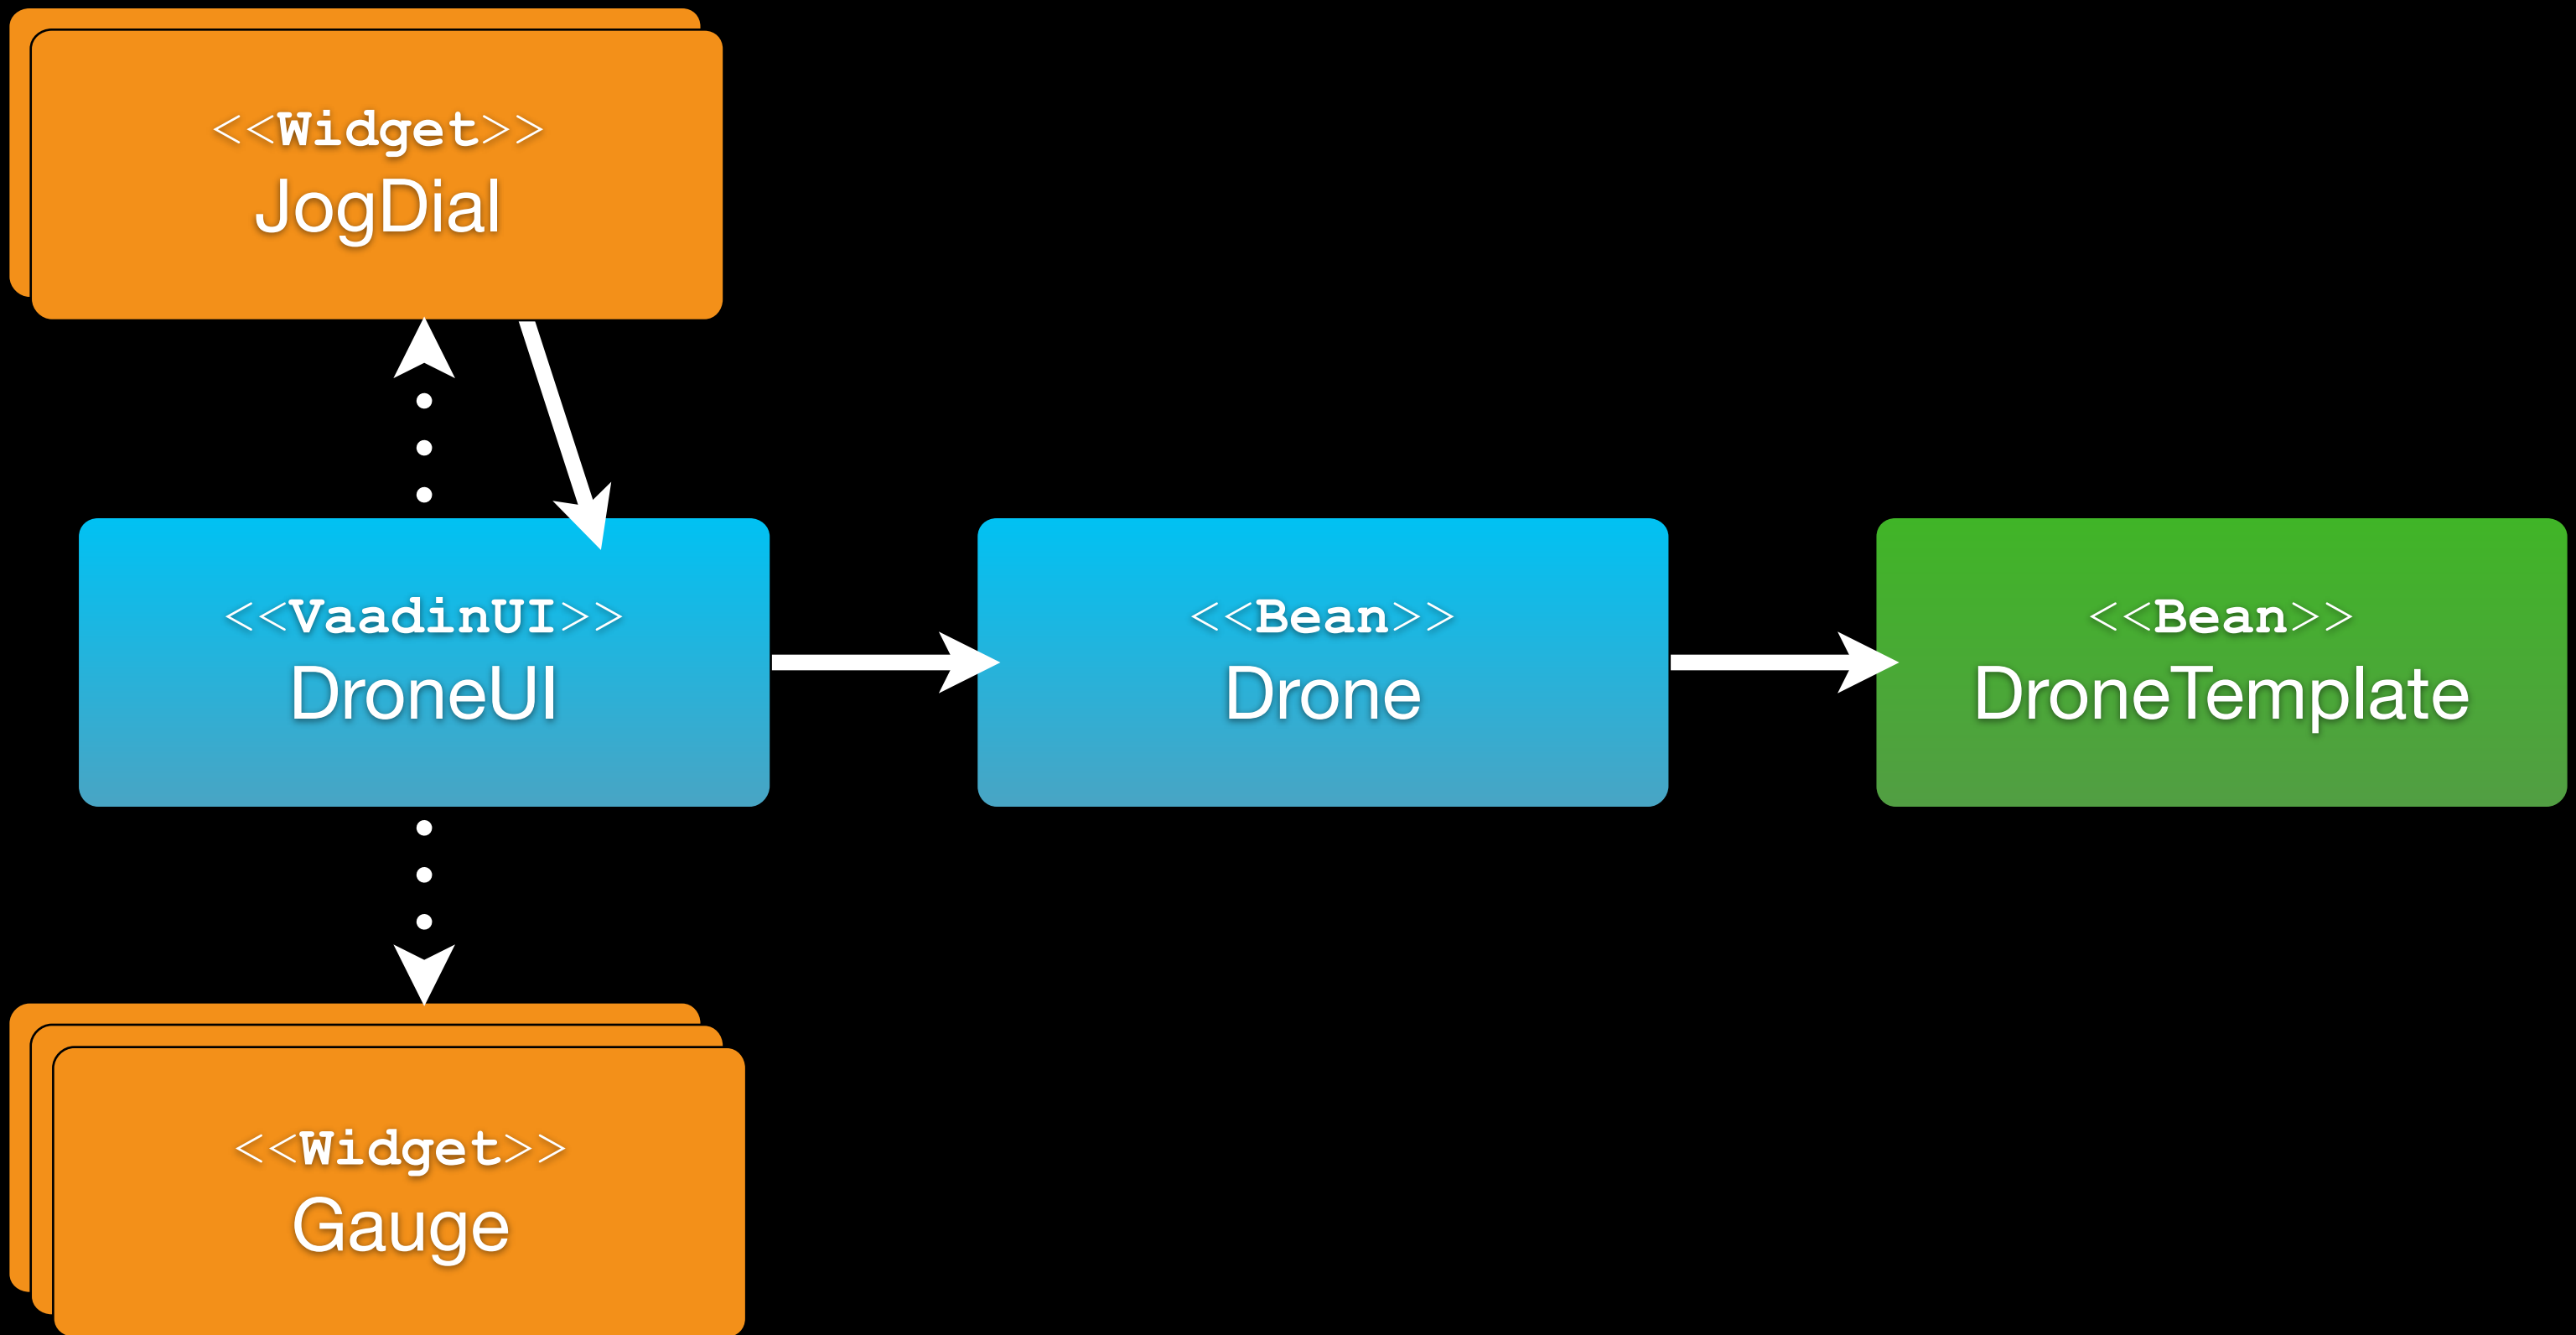 <<Widget>>
JogDial
<<VaadinUI>>
DroneUI
<<Bean>>
Drone
<<Bean>>
DroneTemplate
<<Widget>>
Gauge